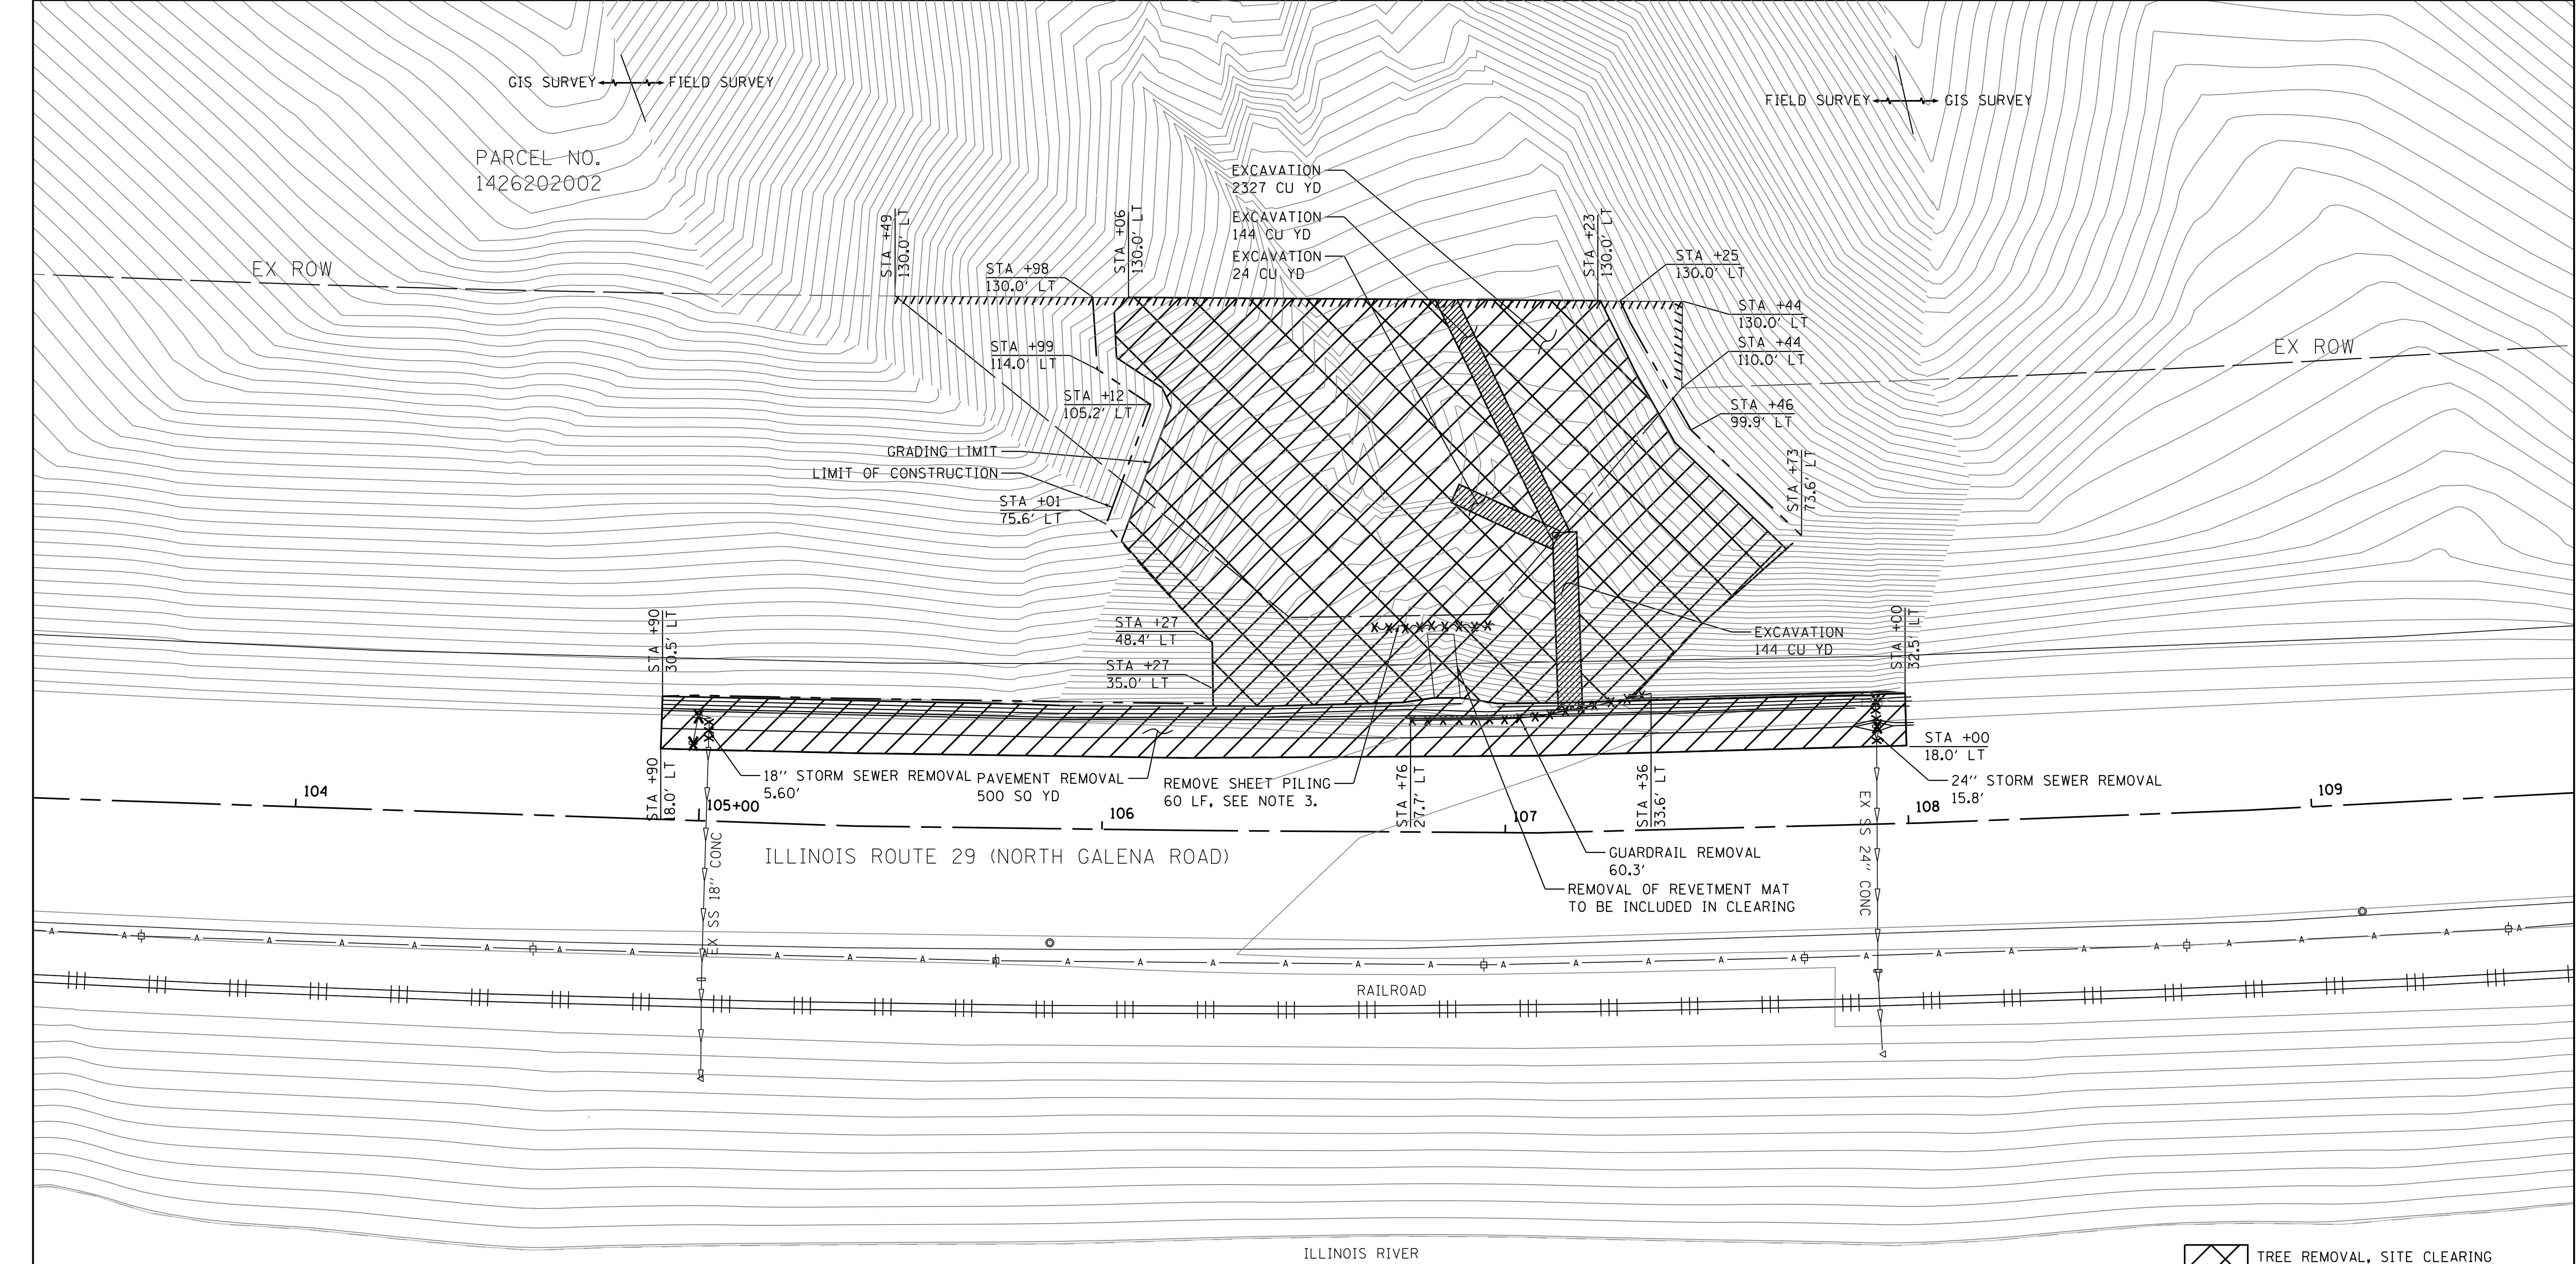 GIS SURVEY
FIELD SURVEY
FIELD SURVEY
GIS SURVEY
PARCEL NO.
1426202002
EXCAVATION
2327 CU YD
EXCAVATION
144 CU YD
EXCAVATION
24 CU YD
STA +49
130.0' LT
STA +06
130.0' LT
STA +23
130.0' LT
STA +25
130.0' LT
EX ROW
STA +98
130.0' LT
STA +44
130.0' LT
STA +99
114.0' LT
STA +44
110.0' LT
EX ROW
STA +12
105.2' LT
STA +46
99.9' LT
GRADING LIMIT
LIMIT OF CONSTRUCTION
STA +73
73.6' LT
STA +01
75.6' LT
STA +90
30.5' LT
STA +27
48.4' LT
EXCAVATION
144 CU YD
STA +00
32.5' LT
STA +27
35.0' LT
STA +00
18.0' LT
STA +90
18.0' LT
18'' STORM SEWER REMOVAL
5.60'
PAVEMENT REMOVAL
500 SQ YD
REMOVE SHEET PILING
60 LF, SEE NOTE 3.
STA +76
27.7' LT
STA +36
33.6' LT
24'' STORM SEWER REMOVAL
15.8'
104
105+00
106
107
108
109
EX SS 18'' CONC
ILLINOIS ROUTE 29 (NORTH GALENA ROAD)
GUARDRAIL REMOVAL
60.3'
EX SS 24'' CONC
REMOVAL OF REVETMENT MAT
TO BE INCLUDED IN CLEARING
A A A A A A A A A A A A A A A A A A A A A A A A A A A A A A A A A A A
RAILROAD
ILLINOIS RIVER
TREE REMOVAL, SITE CLEARING